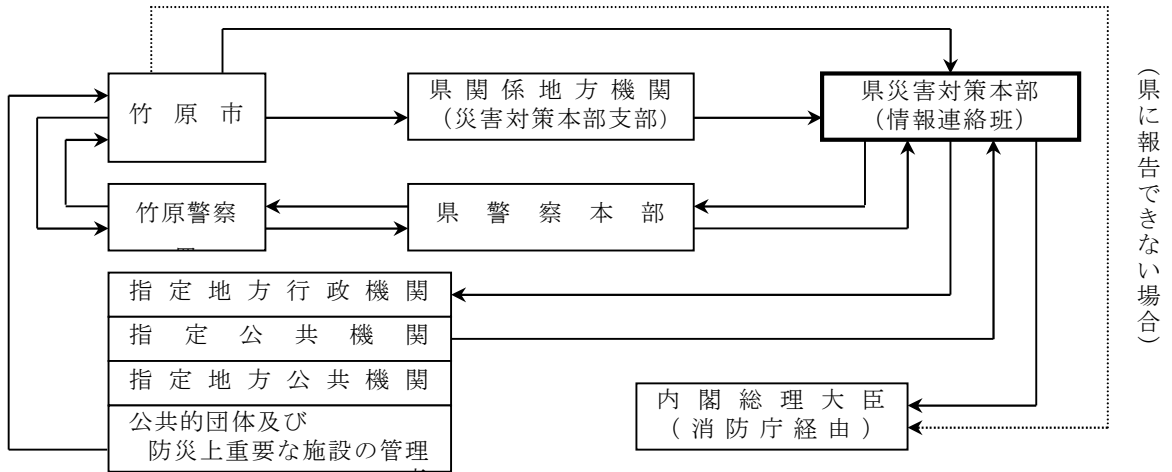 竹原市
県関係地方機関
（災害対策本部支部）
県災害対策本部
（情報連絡班）
（県に報告できない場合）
竹原警察
県警察本部
指定地方行政機関
指定公共機関
指定地方公共機関
公共的団体及び
防災上重要な施設の管理
内閣総理大臣
（消防庁経由）